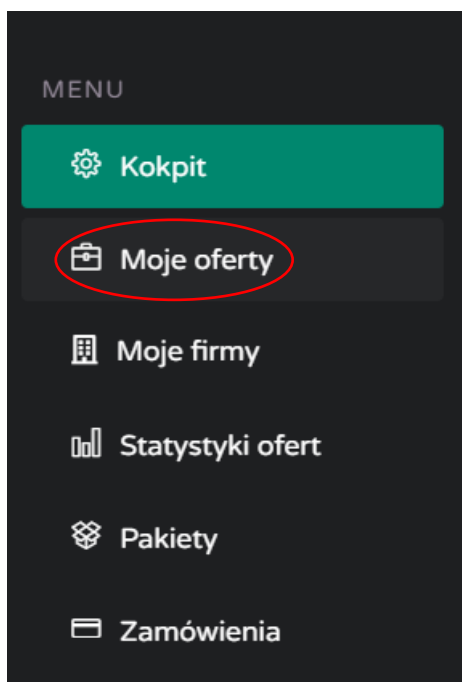 MENU
Kokpit
Moje oferty
Moje firmy
Statystyki ofert
Pakiety
Zamówienia